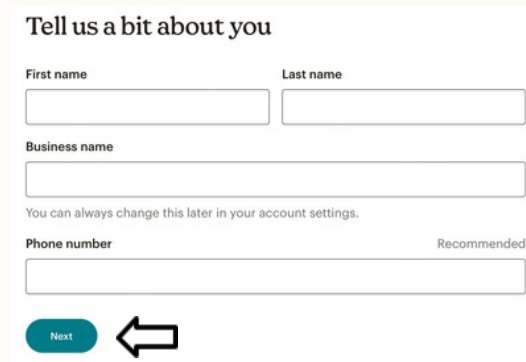 Tell us a bit about you
First name Last name
Business name
You can always change this later in your account settings.
Phone number Recommended
Next